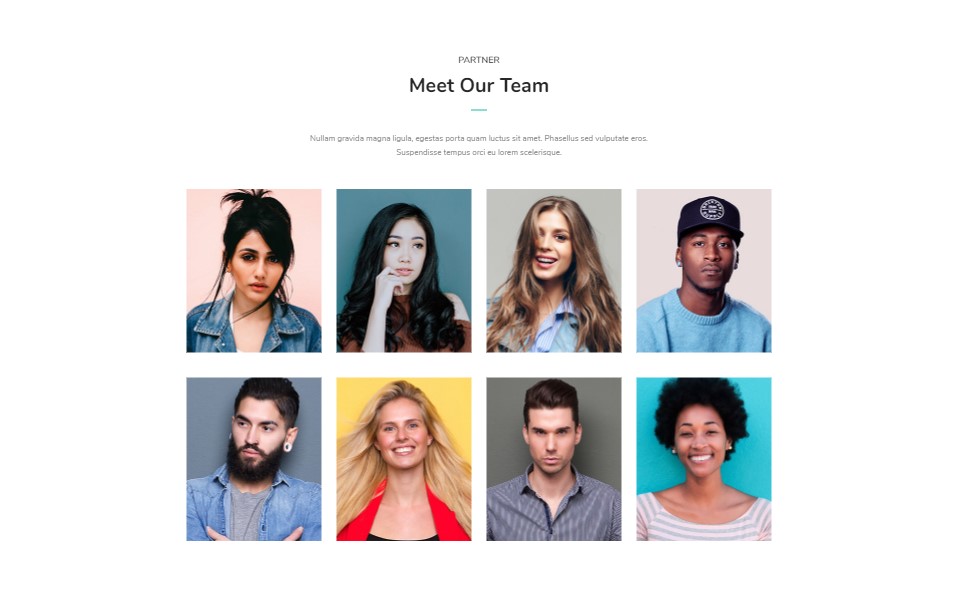 PARTNER
Meet Our Team
Nullam gravida magna ligula, egestas porta quam luctus sit amet. Phasellus sed vulputate eros.
Suspendisse tempus orci eu lorem scelerisque.